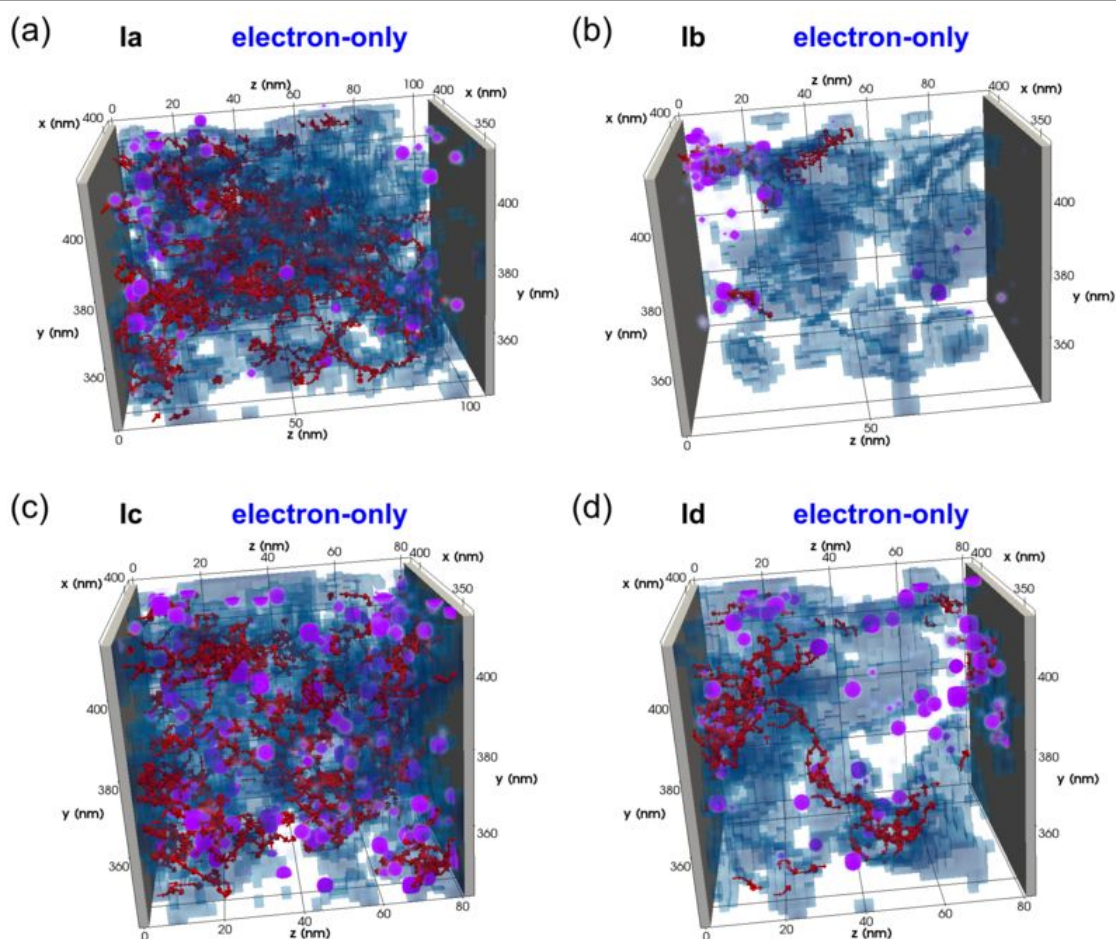 (a) Ia electron-only
z (nm)
0 20 40 60 80 100
x (nm) 400 400 x (nm)
350
400
400
380
380
y (nm)
y (nm)
360
360
0 50 100
z (nm)
(b) Ib electron-only
z (nm)
0 20 40 50 400
x (nm) 400 x (nm)
350
400
400
380
380
y (nm)
y (nm)
360
360
0 50
z (nm)
(c) Ic electron-only
z (nm)
0 20 40 60 80
x (nm) 400 400 x (nm)
350
400
400
380
380
y (nm)
y (nm)
360
360
0 20 40 60 80
z (nm)
(d) Id electron-only
z (nm)
0 20 40 60 80
x (nm) 400 400 x (nm)
350
400
400
380
380
y (nm)
y (nm)
360
360
0 20 40 60 80
z (nm)